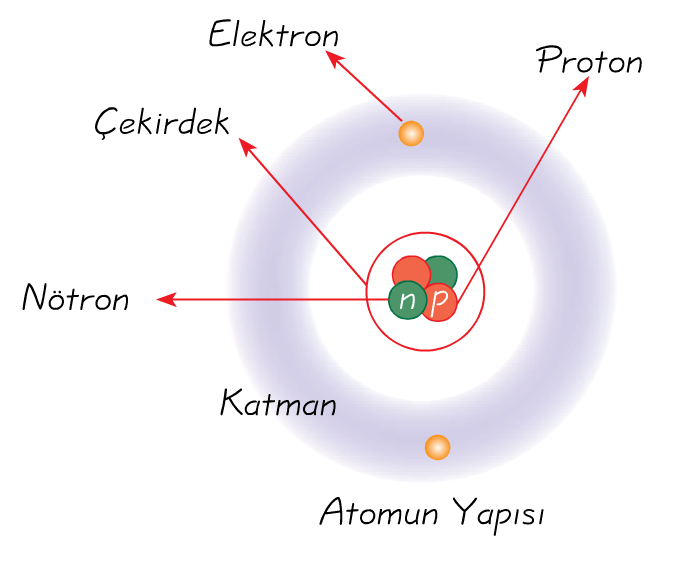 Elektron
Proton
Çekirdek
Nötron
n p
Katman
Atomun Yapısı